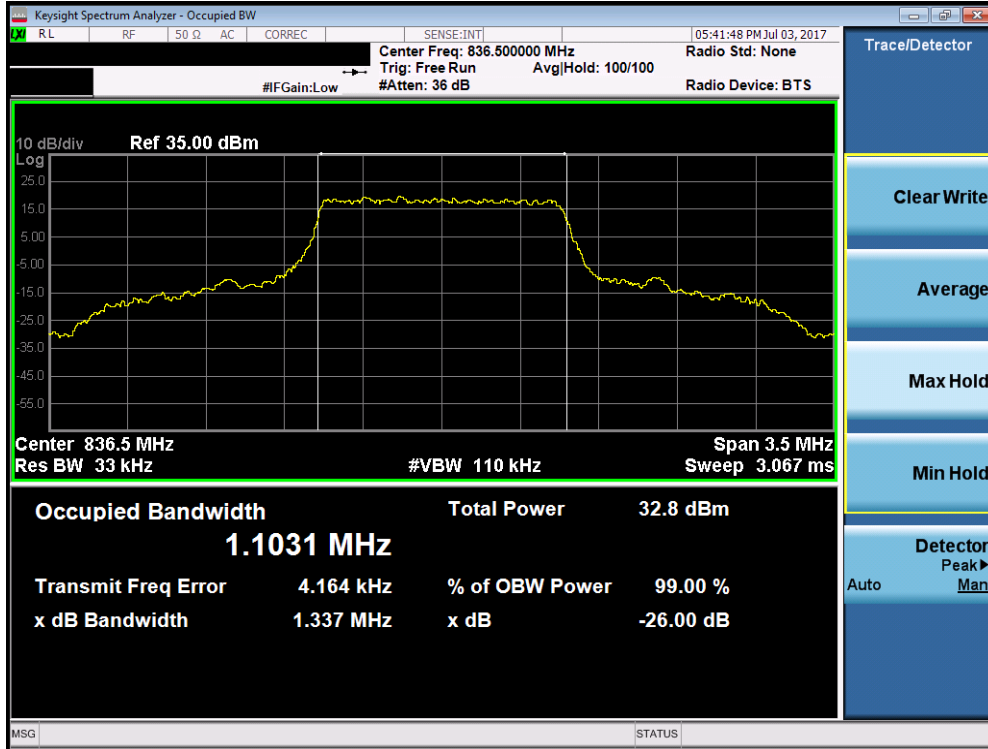 Keysight Spectrum Analyzer - Occupied BW
LXI RL RF 50 Ω AC CORREC SENSE:INT 05:41:48 PM Jul 03, 2017
Center Freq: 836.500000 MHz Radio Std: None
Trig: Free Run Avg|Hold: 100/100
#IFGain:Low #Atten: 36 dB Radio Device: BTS
Trace/Detector
10 dB/div Ref 35.00 dBm
Log
25.0
15.0
5.00
-5.00
-15.0
-25.0
-35.0
-45.0
-55.0
Center 836.5 MHz Span 3.5 MHz
Res BW 33 kHz #VBW 110 kHz Sweep 3.067 ms
Occupied Bandwidth Total Power 32.8 dBm
1.1031 MHz
Transmit Freq Error 4.164 kHz % of OBW Power 99.00 %
x dB Bandwidth 1.337 MHz x dB -26.00 dB
Clear Write
Average
Max Hold
Min Hold
Detector
Peak▶
Auto Man
MSG STATUS